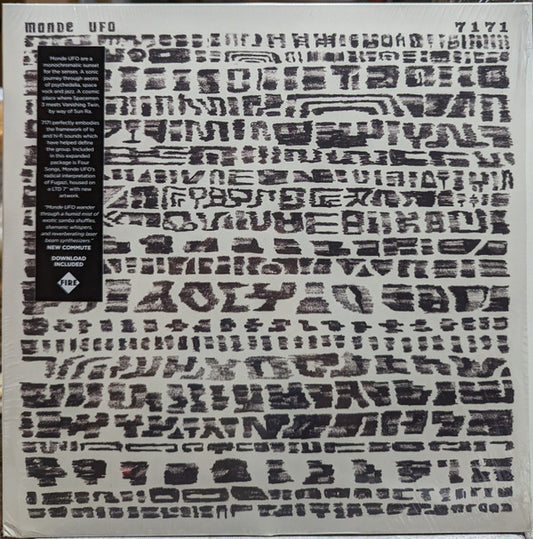 MONDE UFO 7171
"Monde UFO are a
monochromatic sunset
for the senses. A sonic
journey through aeons
of psychedelia, space
rock and jazz. A cosmic
place where Spacemen
3 meets Vanishing Twin,
by way of Sun Ra.
7171 perfectly embodies
the framework of lo
and hi-fi sounds which
have helped define
the group. Included
in this expanded
package is Four
Songs, Monde UFO's
radical interpretation
of Fugazi, housed on
a LTD 7" with new
artwork.
"Monde UFO wander
through a humid mist of
exotic samba shuffles,
shamanic whispers,
and reverberating laser
beam synthesizers."
NEW COMMUTE
DOWNLOAD
INCLUDED
FIRE